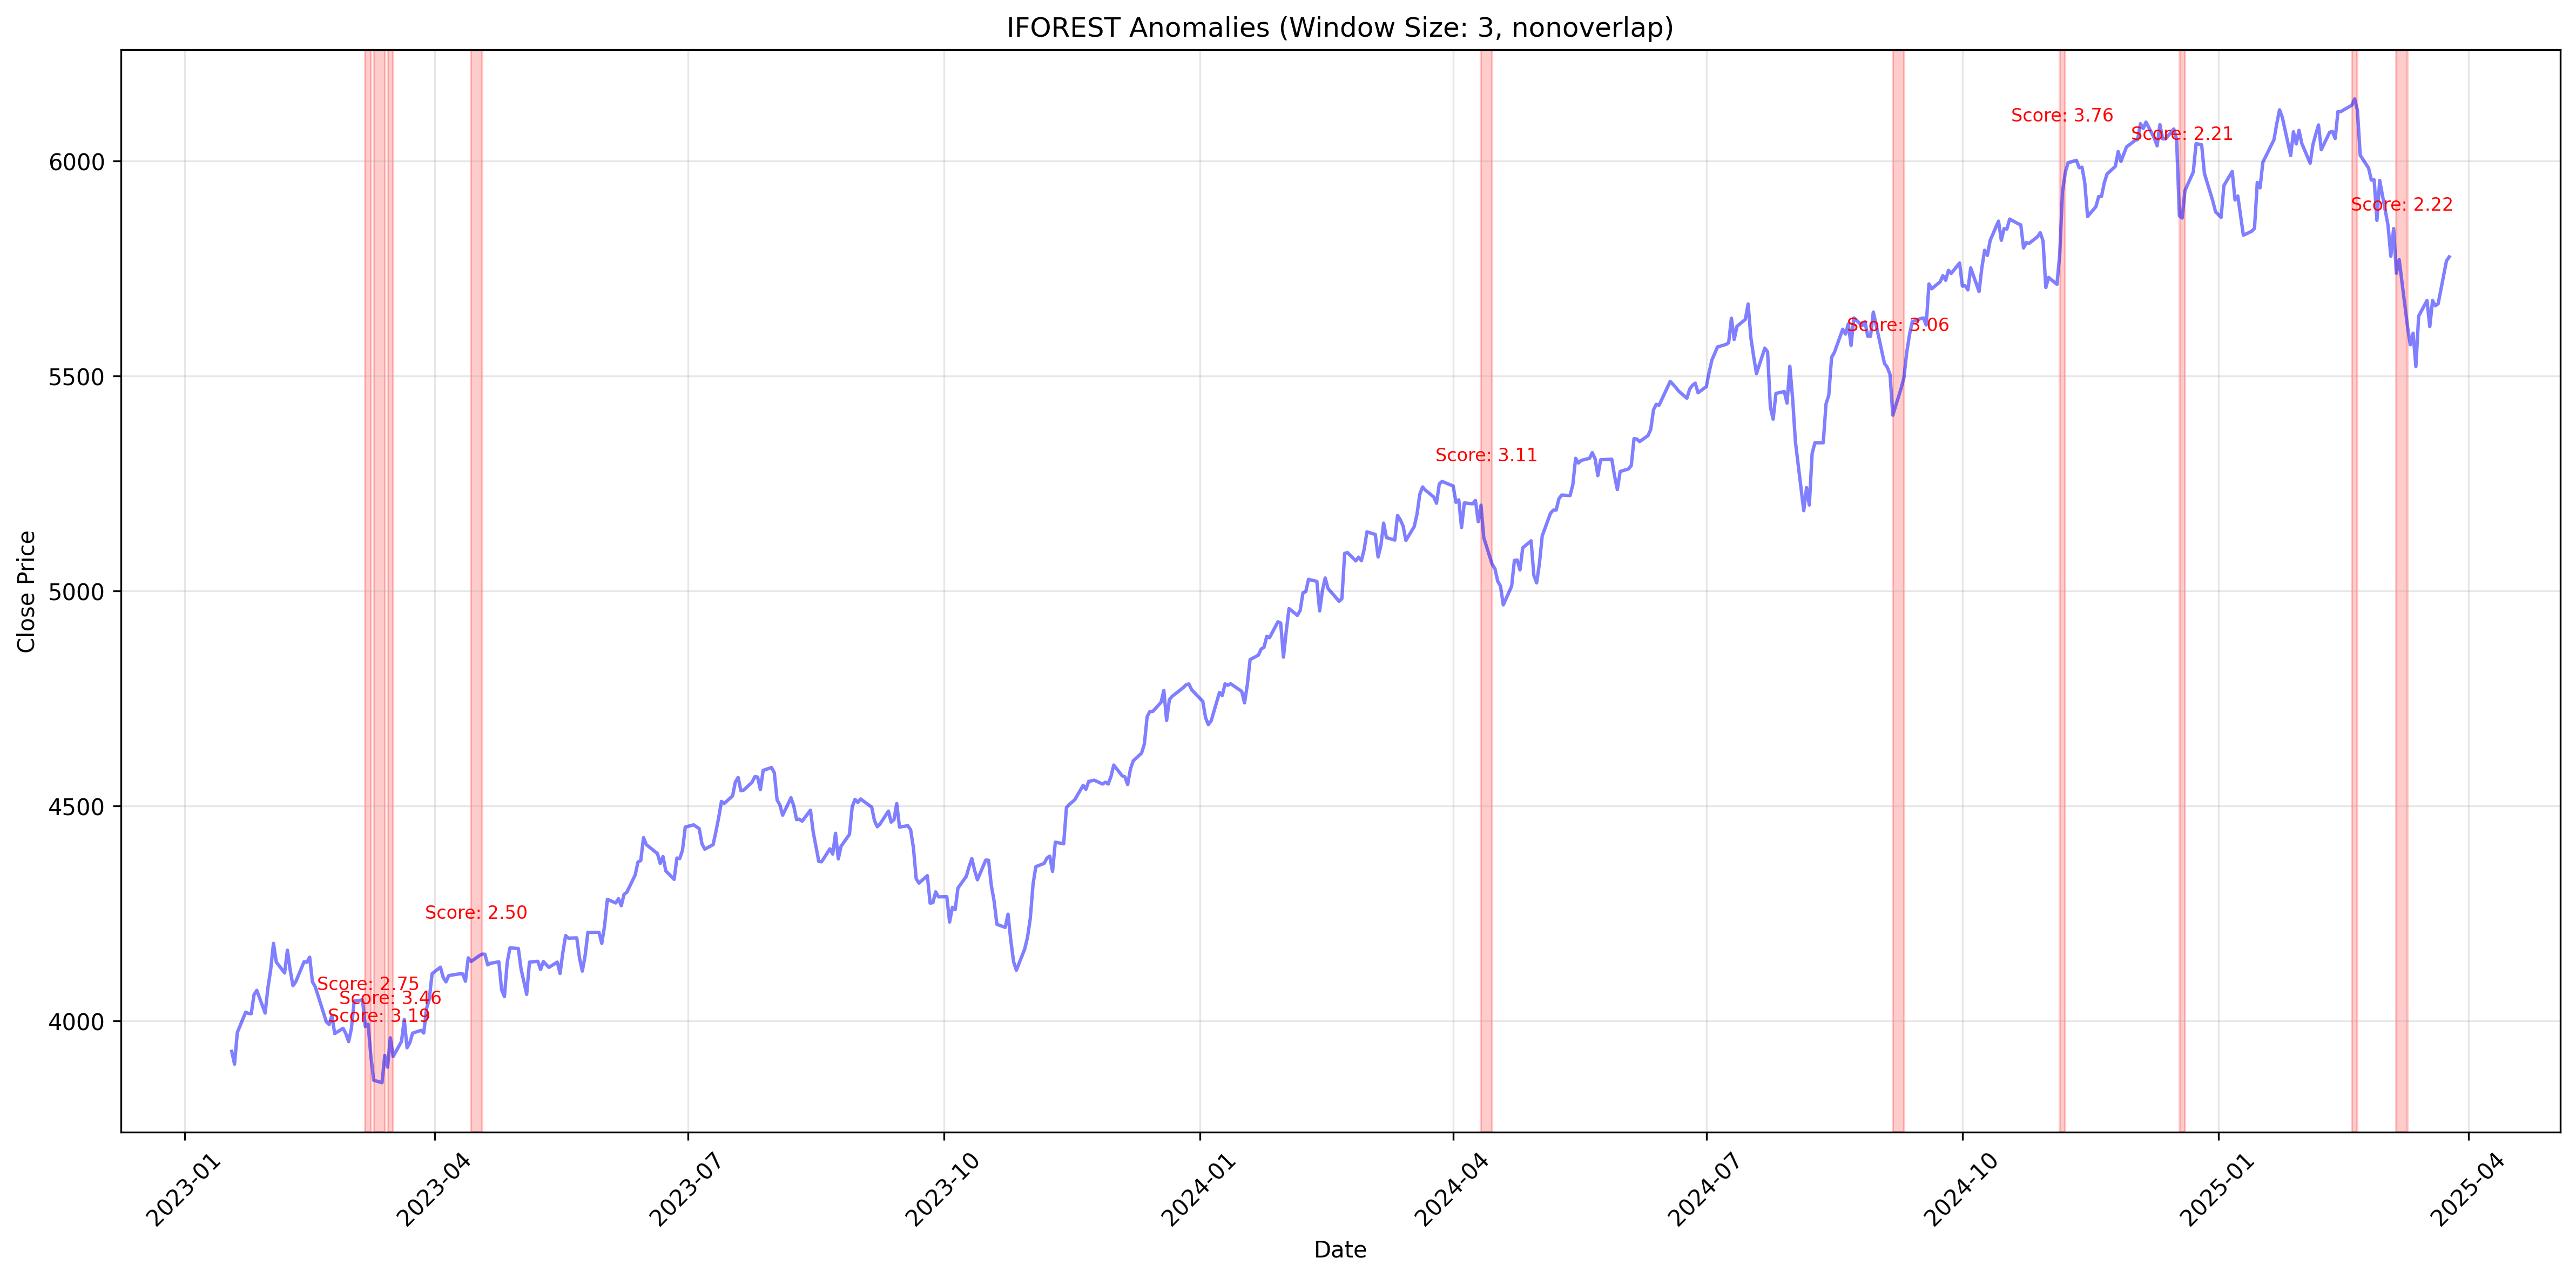 IFOREST Anomalies (Window Size: 3, nonoverlap)
Close Price
6000
5500
5000
4500
4000
Score: 3.76
Score: 2.21
Score: 2.22
Score: 3.06
Score: 3.11
Score: 2.50
Score: 2.75
Score: 3.46
Score: 3.19
2023-01
2023-04
2023-07
2023-10
2024-01
2024-04
2024-07
2024-10
2025-01
2025-04
Date